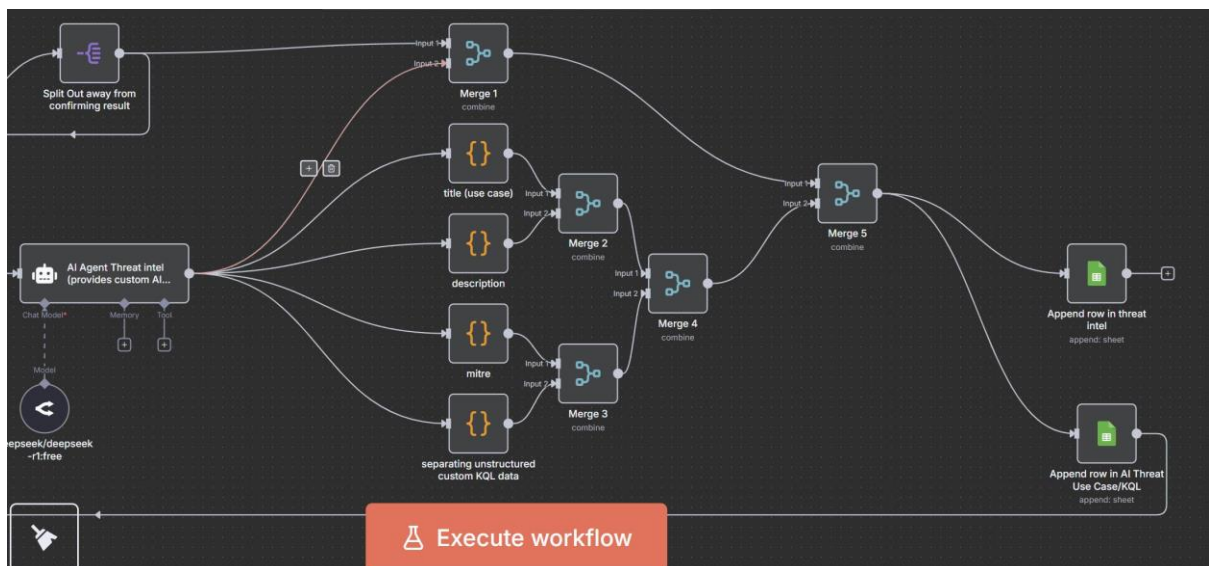 Split Out away from
confirming result
Input 1
Input 2
Merge 1
combine
title (use case)
Input 1
Input 2
Merge 2
combine
description
AI Agent Threat intel
(provides custom AI...
Chat Model*
Memory
Tool
Model
eepseek/deepseek
-r1:free
mitre
Input 1
Input 2
Merge 3
combine
separating unstructured
custom KQL data
Input 1
Input 2
Merge 4
combine
Input 1
Input 2
Merge 5
combine
Append row in threat
intel
append: sheet
Append row in AI Threat
Use Case/KQL
append: sheet
Execute workflow